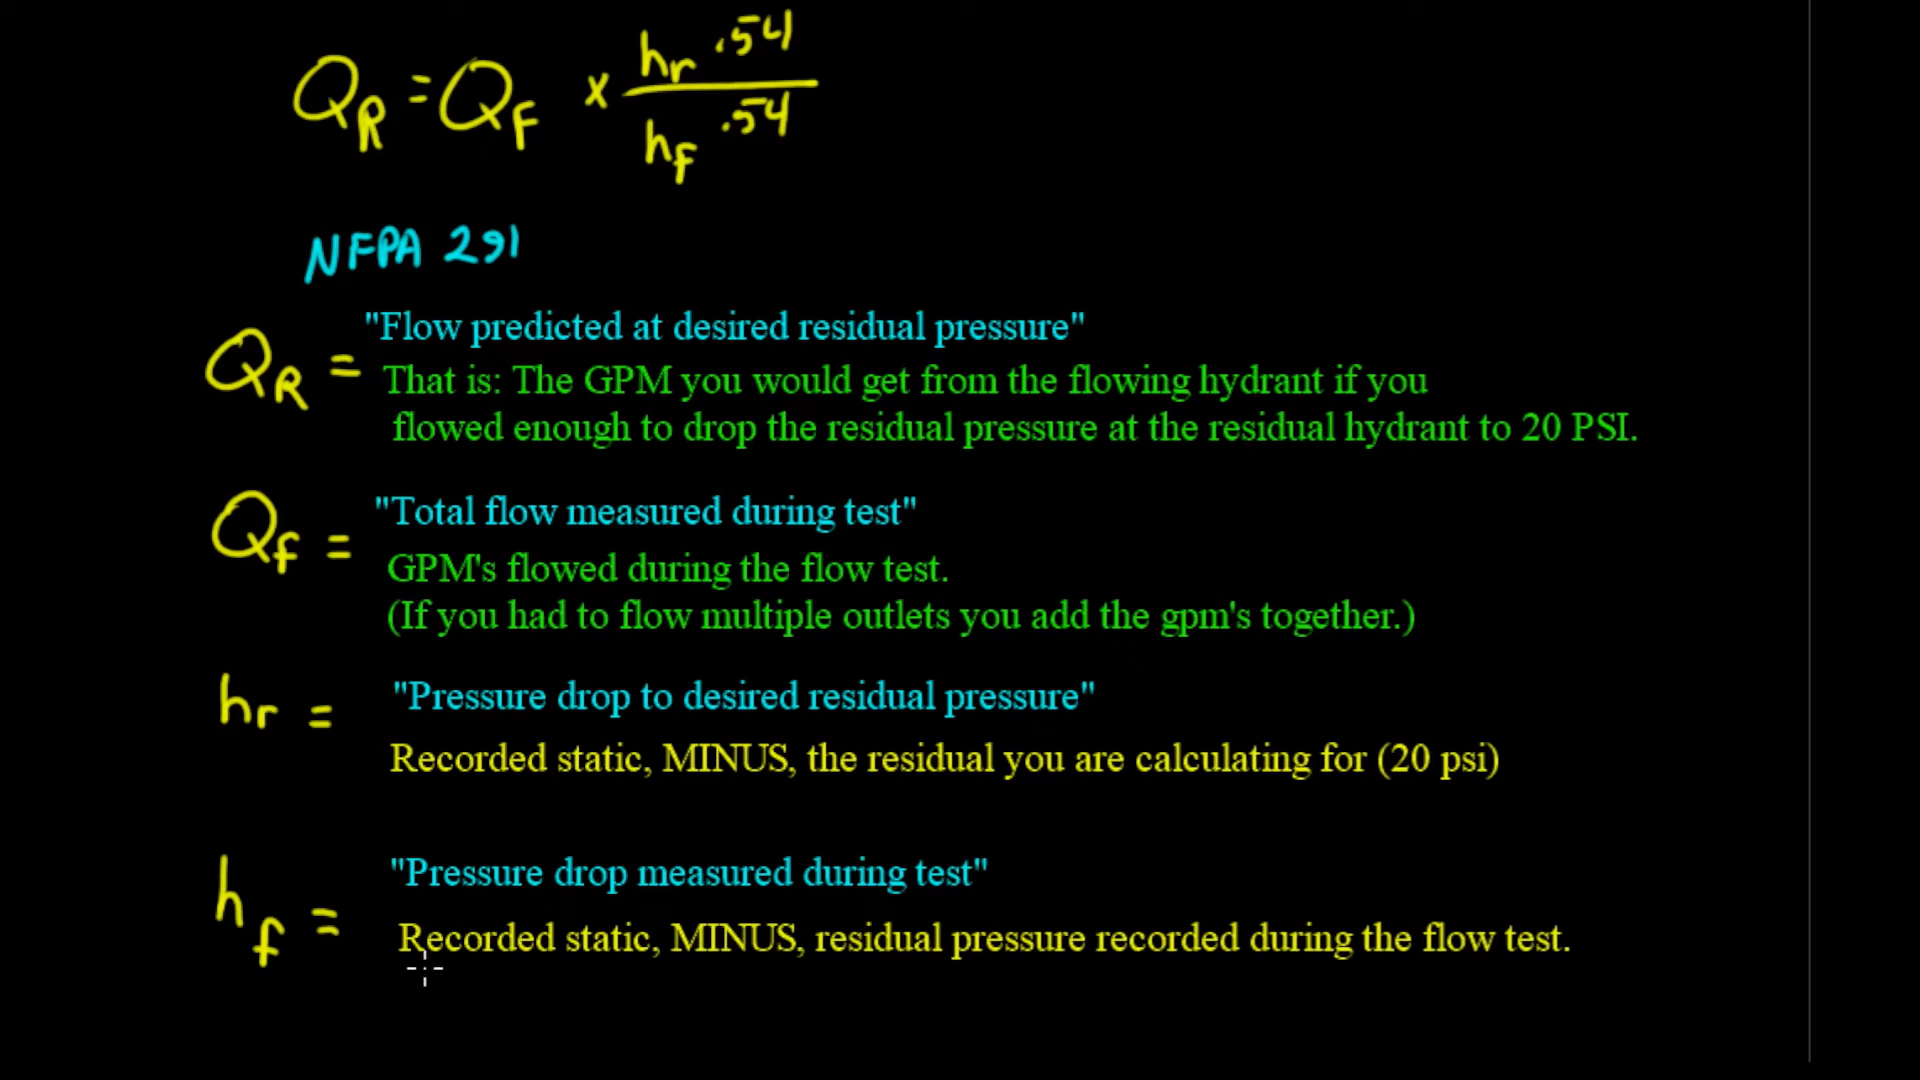 QR = QF x hr .54
hf .54
NFPA 291
QR = "Flow predicted at desired residual pressure"
That is: The GPM you would get from the flowing hydrant if you
flowed enough to drop the residual pressure at the residual hydrant to 20 PSI.
Qf = "Total flow measured during test"
GPM's flowed during the flow test.
(If you had to flow multiple outlets you add the gpm's together.)
hr = "Pressure drop to desired residual pressure"
Recorded static, MINUS, the residual you are calculating for (20 psi)
hf = "Pressure drop measured during test"
Recorded static, MINUS, residual pressure recorded during the flow test.